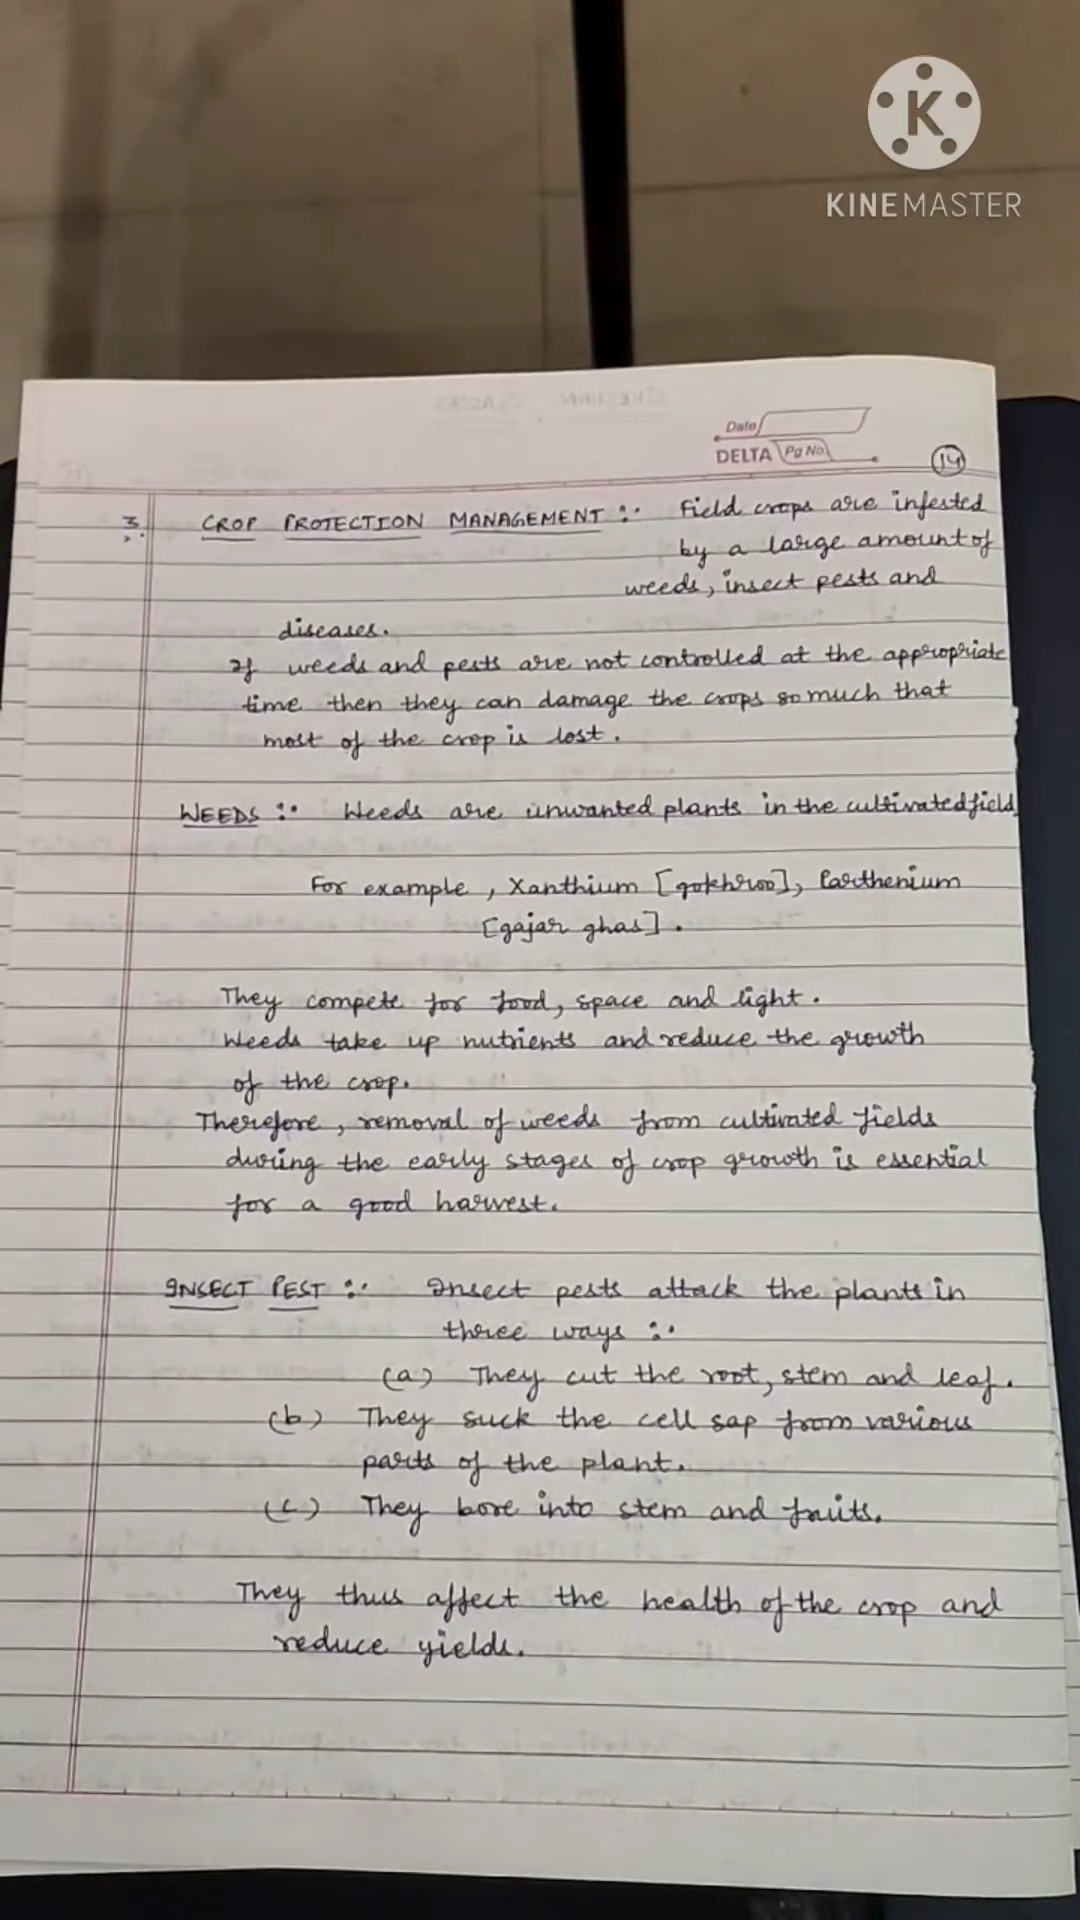 KINEMASTER
Date
DELTA Pg No
14
3. CROP PROTECTION MANAGEMENT :- Field crops are infested
by a large amount of
weeds, insect pests and
diseases.
If weeds and pests are not controlled at the appropriate
time then they can damage the crops so much that
most of the crop is lost.
WEEDS :- Weeds are unwanted plants in the cultivated field.
For example, Xanthium [gokhroo], Parthenium
[gajar ghas].
They compete for food, space and light.
Weeds take up nutrients and reduce the growth
of the crop.
Therefore, removal of weeds from cultivated fields
during the early stages of crop growth is essential
for a good harvest.
INSECT PEST :- Insect pests attack the plants in
three ways :-
(a) They cut the root, stem and leaf.
(b) They suck the cell sap from various
parts of the plant.
(c) They bore into stem and fruits.
They thus affect the health of the crop and
reduce yields.